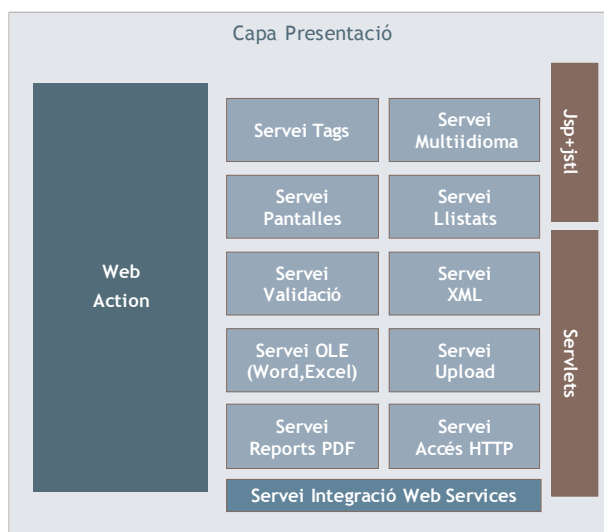 Capa Presentació
Web
Action
Servei Tags
Servei
Multiidioma
Servei
Pantalles
Servei
Llistats
Servei
Validació
Servei
XML
Servei OLE
(Word,Excel)
Servei
Upload
Servei
Reports PDF
Servei
Accés HTTP
Servei Integració Web Services
Jsp+jstl
Servlets